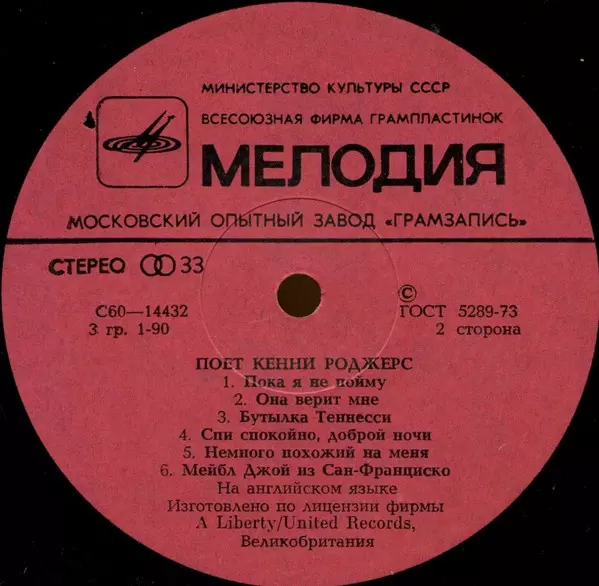 МИНИСТЕРСТВО КУЛЬТУРЫ СССР
ВСЕСОЮЗНАЯ ФИРМА ГРАМПЛАСТИНОК
МЕЛОДИЯ
МОСКОВСКИЙ ОПЫТНЫЙ ЗАВОД «ГРАМЗАПИСЬ»
СТЕРЕО 33
С60—14432
3 гр. 1-90
©
ГОСТ 5289-73
2 сторона
ПОЕТ КЕННИ РОДЖЕРС
1. Пока я не пойму
2. Она верит мне
3. Бутылка Теннесси
4. Спи спокойно, доброй ночи
5. Немного похожий на меня
6. Мейбл Джой из Сан-Франциско
На английском языке
Изготовлено по лицензии фирмы
A Liberty/United Records,
Великобритания